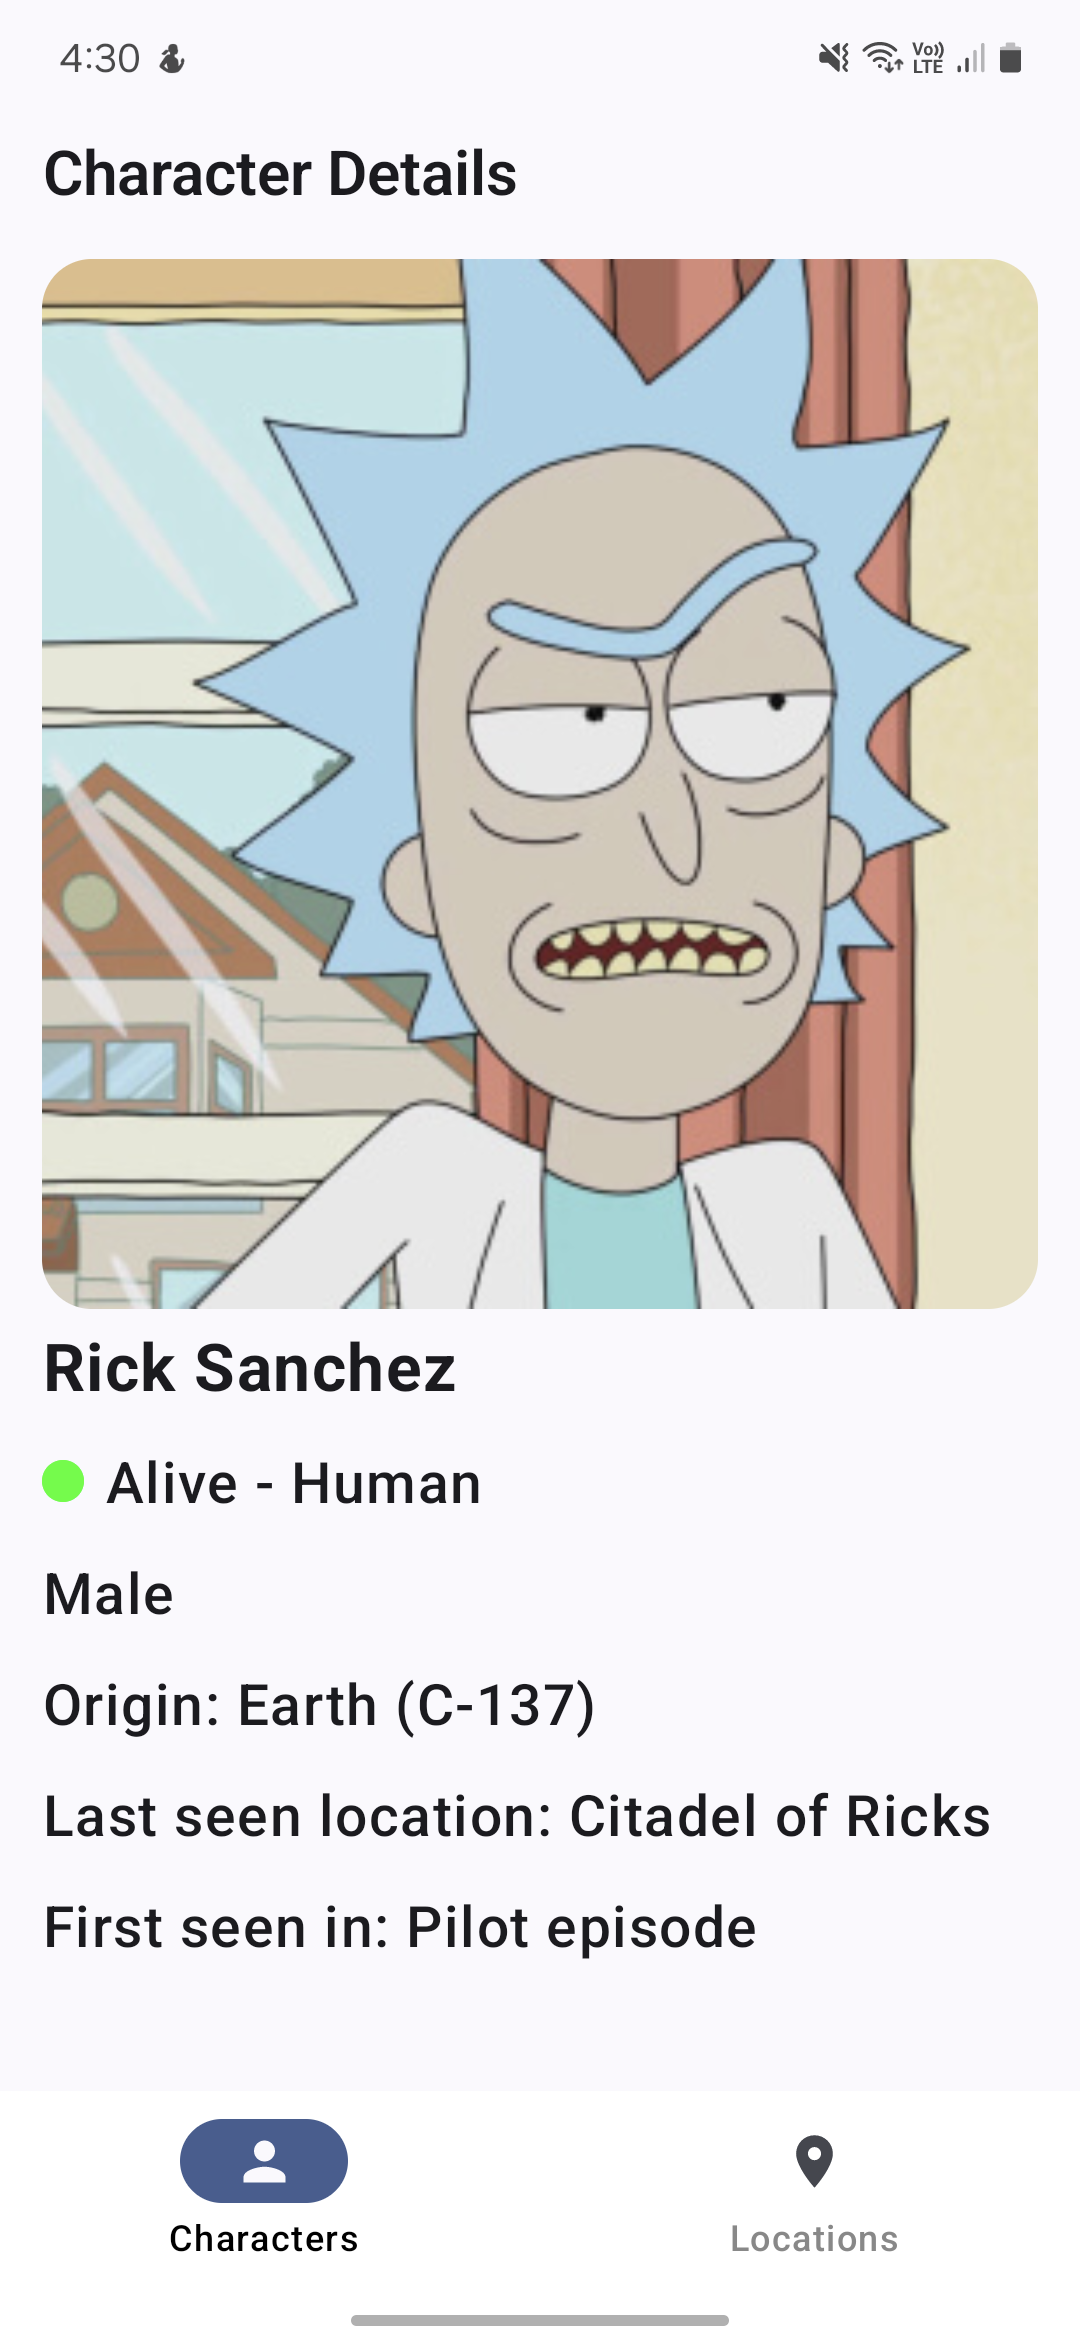 4:30
Vo)) LTE
Character Details
Rick Sanchez
Alive - Human
Male
Origin: Earth (C-137)
Last seen location: Citadel of Ricks
First seen in: Pilot episode
Characters
Locations